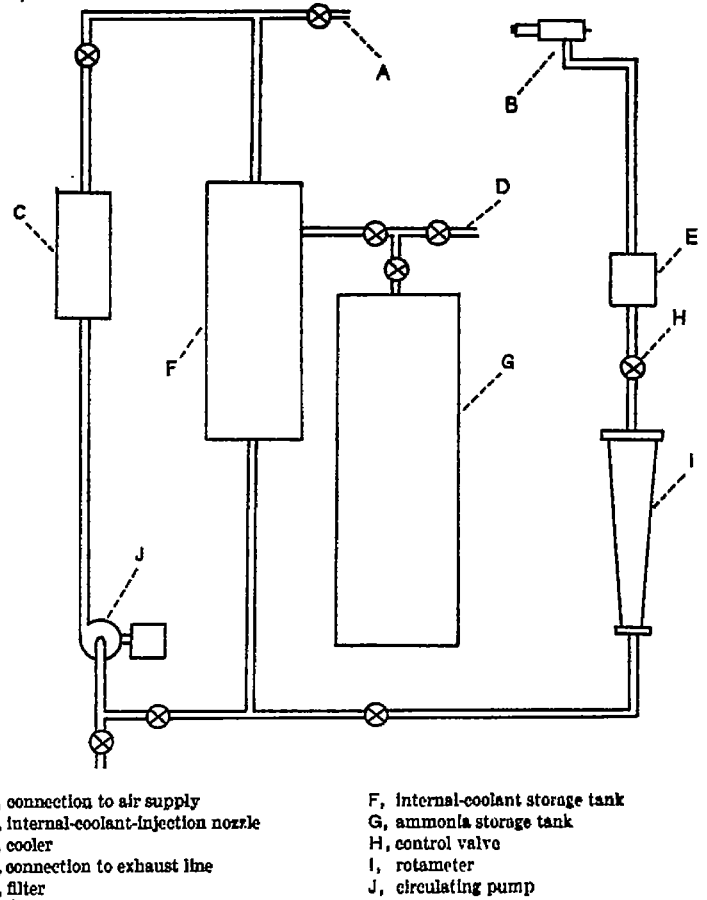 A
B
C
D
E
H
F
G
I
J
, connection to air supply
, internal-coolant-injection nozzle
, cooler
, connection to exhaust line
, filter
F, internal-coolant storage tank
G, ammonia storage tank
H, control valve
I, rotameter
J, circulating pump